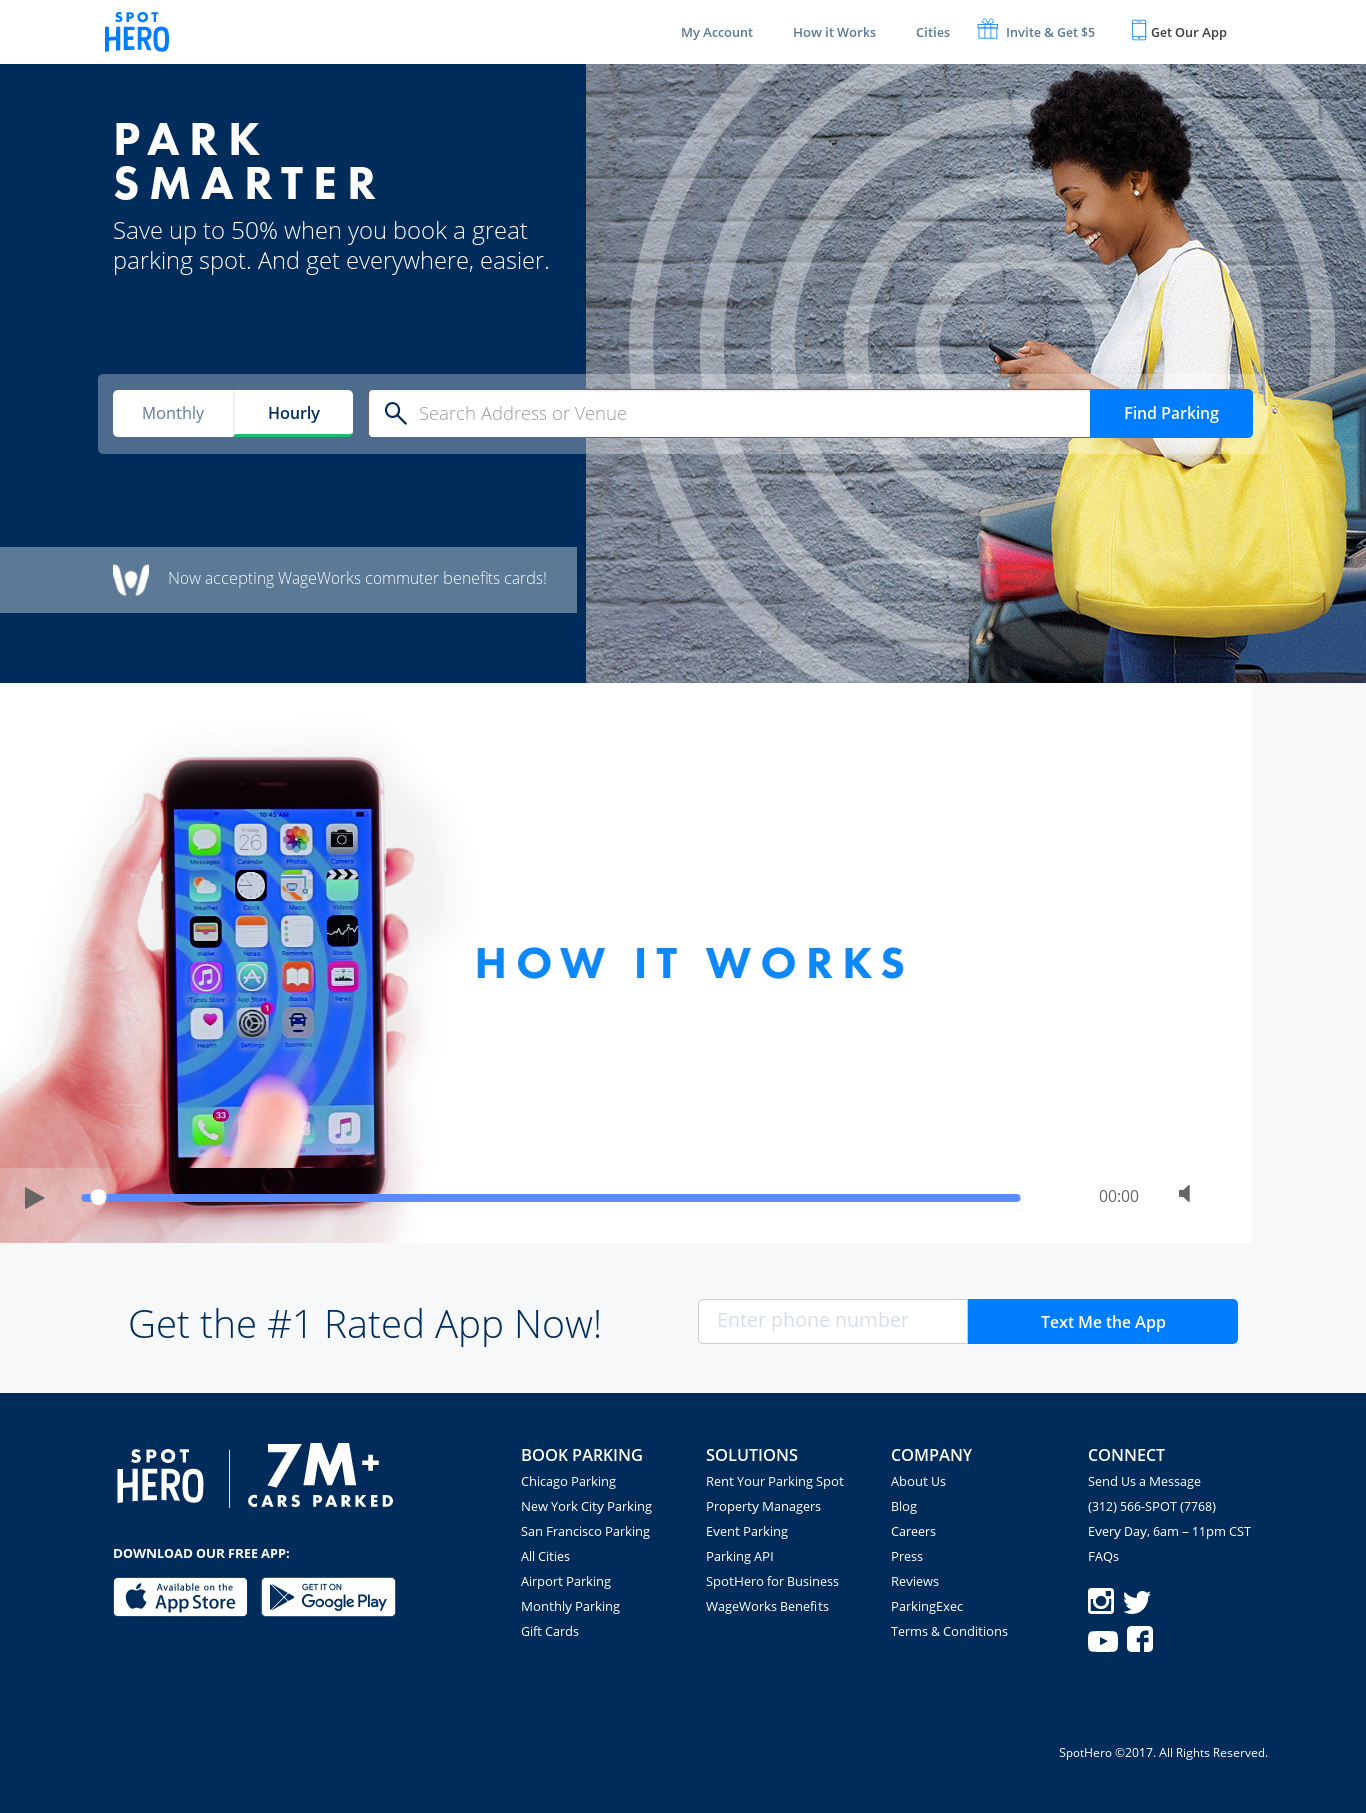 SPOT
HERO
My Account
How it Works
Cities
Invite & Get $5
Get Our App
PARK
SMARTER
Save up to 50% when you book a great
parking spot. And get everywhere, easier.
Monthly
Hourly
Search Address or Venue
Find Parking
Now accepting WageWorks commuter benefits cards!
10:45 AM
Friday
26
Messages
Calendar
Photos
Camera
Weather
Clock
Maps
Videos
Wallet
Notes
Reminders
Stocks
iTunes Store
App Store
iBooks
News
1
Health
Settings
SpotHero
33
Music
HOW IT WORKS
00:00
Get the #1 Rated App Now!
Enter phone number
Text Me the App
SPOT
HERO
7M+
CARS PARKED
DOWNLOAD OUR FREE APP:
Available on the
App Store
GET IT ON
Google Play
BOOK PARKING
Chicago Parking
New York City Parking
San Francisco Parking
All Cities
Airport Parking
Monthly Parking
Gift Cards
SOLUTIONS
Rent Your Parking Spot
Property Managers
Event Parking
Parking API
SpotHero for Business
WageWorks Benefits
COMPANY
About Us
Blog
Careers
Press
Reviews
ParkingExec
Terms & Conditions
CONNECT
Send Us a Message
(312) 566-SPOT (7768)
Every Day, 6am – 11pm CST
FAQs
SpotHero ©2017. All Rights Reserved.